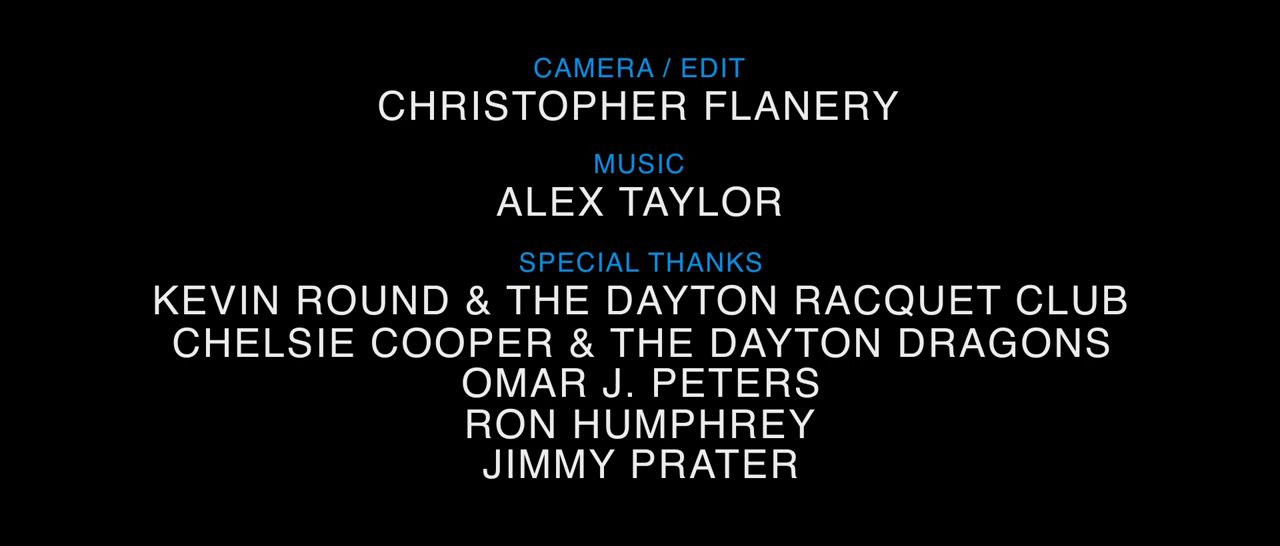 CAMERA / EDIT
CHRISTOPHER FLANERY
MUSIC
ALEX TAYLOR
SPECIAL THANKS
KEVIN ROUND & THE DAYTON RACQUET CLUB
CHELSIE COOPER & THE DAYTON DRAGONS
OMAR J. PETERS
RON HUMPHREY
JIMMY PRATER